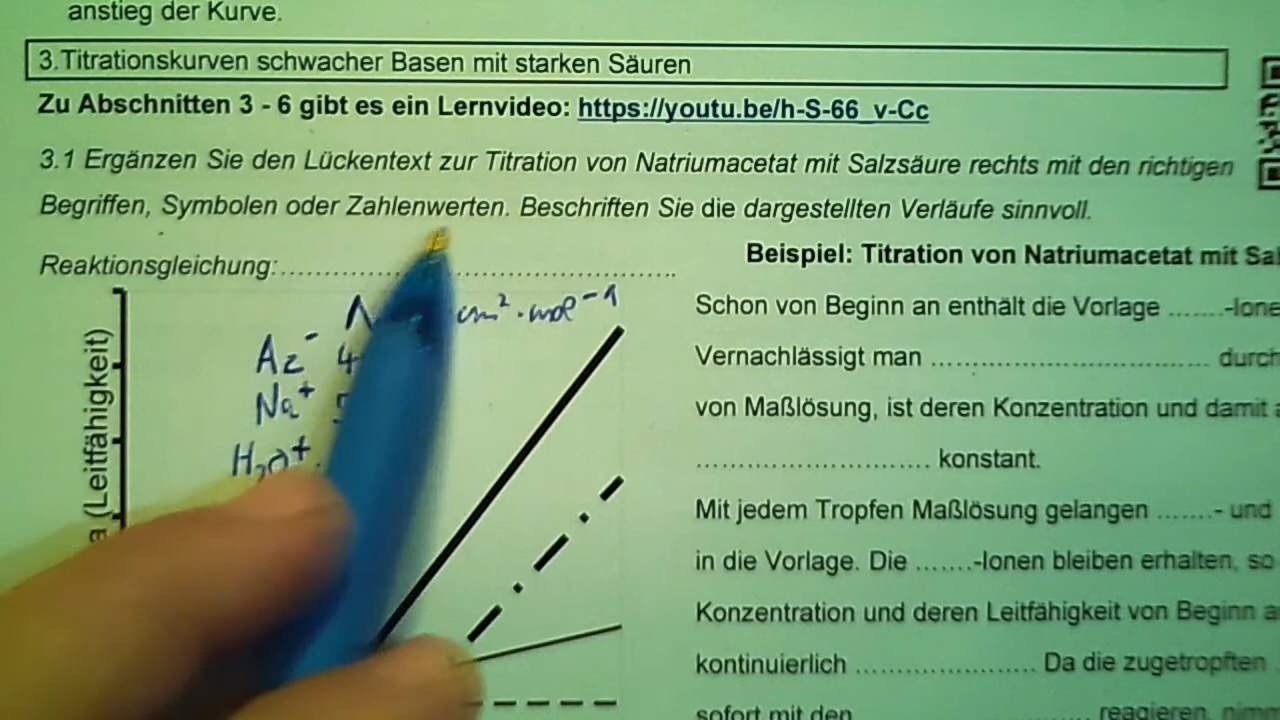 anstieg der Kurve.
3.Titrationskurven schwacher Basen mit starken Säuren
Zu Abschnitten 3 - 6 gibt es ein Lernvideo: https://youtu.be/h-S-66_v-Cc
3.1 Ergänzen Sie den Lückentext zur Titration von Natriumacetat mit Salzsäure rechts mit den richtigen
Begriffen, Symbolen oder Zahlenwerten. Beschriften Sie die dargestellten Verläufe sinnvoll.
Reaktionsgleichung:
cm² · mol⁻¹
Ac⁻ 4
Na⁺ 5
H₃O⁺
(Leitfähigkeit)
Beispiel: Titration von Natriumacetat mit
Schon von Beginn an enthält die Vorlage .......-Ione
Vernachlässigt man ................................ durch
von Maßlösung, ist deren Konzentration und damit
............................ konstant.
Mit jedem Tropfen Maßlösung gelangen .......- und
in die Vorlage. Die .......-Ionen bleiben erhalten, so
Konzentration und deren Leitfähigkeit von Beginn a
kontinuierlich ...................... Da die zugetropften
sofort mit den ............................ reagieren, nimm